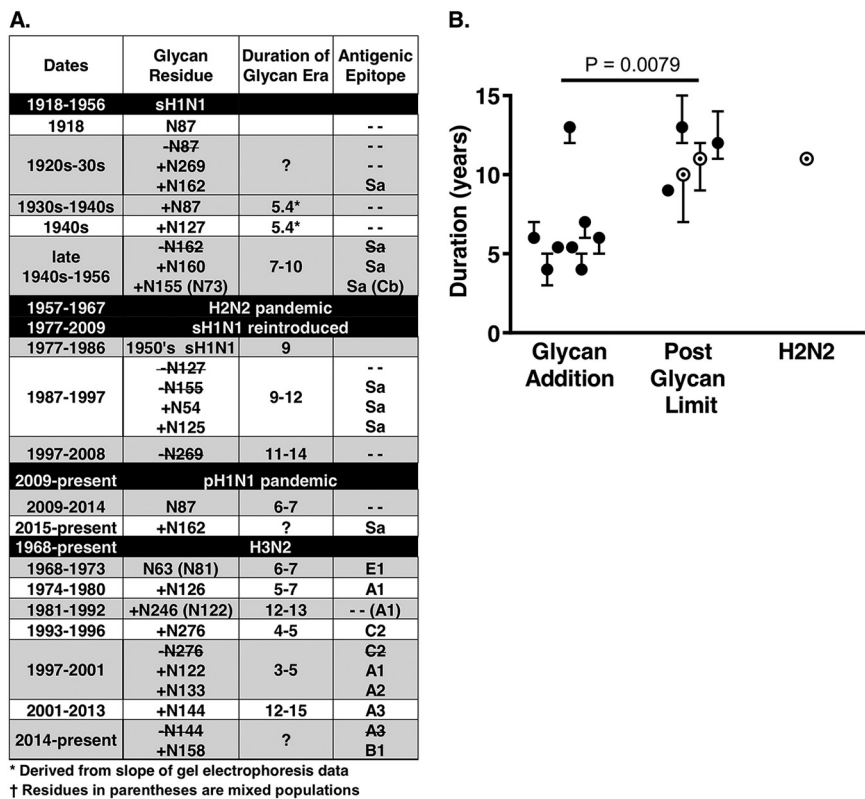 A.
Dates Glycan Residue Duration of Glycan Era Antigenic Epitope
1918-1956 sH1N1
1918 N87 - -
1920s-30s -N87 +N269 +N162 ? - - - - Sa
1930s-1940s +N87 5.4* - -
1940s +N127 5.4* - -
late 1940s-1956 -N162 +N160 +N155 (N73) 7-10 Sa Sa Sa (Cb)
1957-1967 H2N2 pandemic
1977-2009 sH1N1 reintroduced
1977-1986 1950's sH1N1 9
1987-1997 -N127 -N155 +N54 +N125 9-12 - - Sa Sa Sa
1997-2008 -N269 11-14 - -
2009-present pH1N1 pandemic
2009-2014 N87 6-7 - -
2015-present +N162 ? Sa
1968-present H3N2
1968-1973 N63 (N81) 6-7 E1
1974-1980 +N126 5-7 A1
1981-1992 +N246 (N122) 12-13 - - (A1)
1993-1996 +N276 4-5 C2
1997-2001 -N276 +N122 +N133 3-5 C2 A1 A2
2001-2013 +N144 12-15 A3
2014-present -N144 +N158 ? A3 B1
* Derived from slope of gel electrophoresis data
† Residues in parentheses are mixed populations
B.
P = 0.0079
Duration (years)
15
10
5
0
Glycan Addition
Post Glycan Limit
H2N2